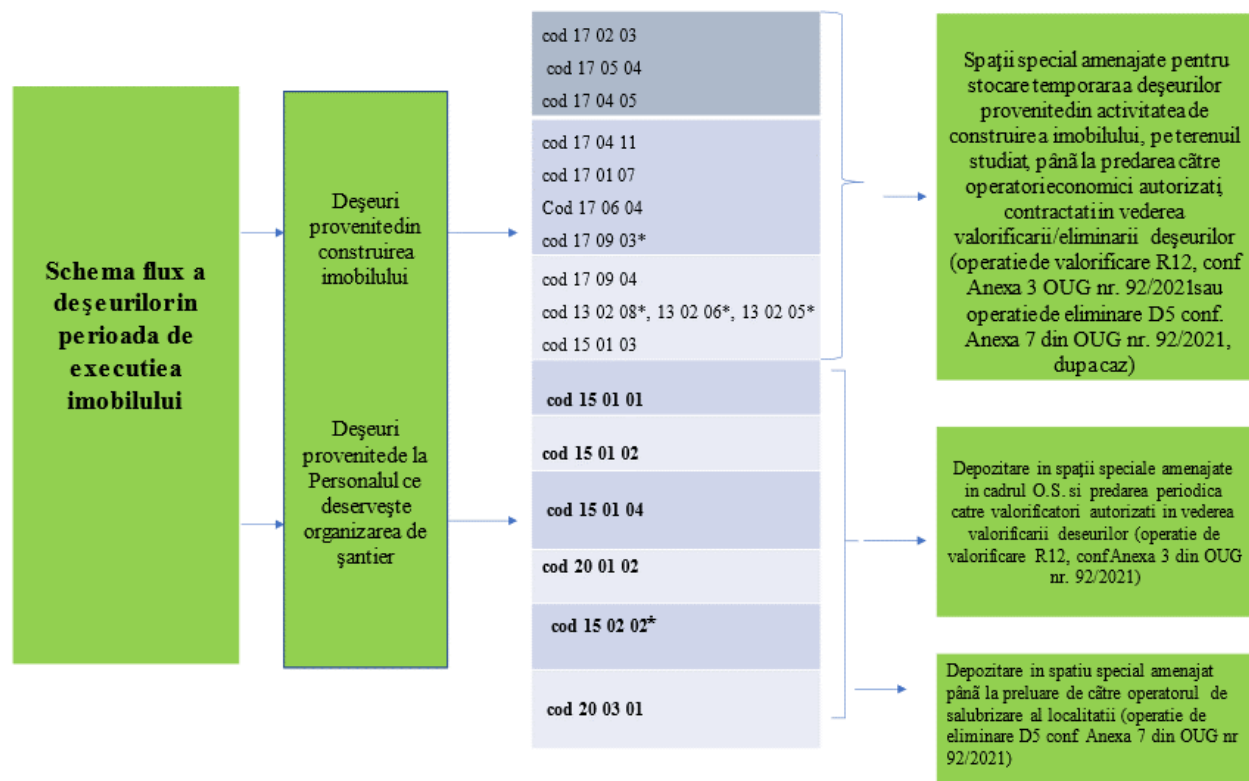 Schema flux a
deşeurilorin
perioada de
executiea
imobilului
Deşeuri
provenitedin
construirea
imobilului
Deşeuri
provenitede la
Personalul ce
deserveşte
organizarea de
şantier
cod 17 02 03
cod 17 05 04
cod 17 04 05
cod 17 04 11
cod 17 01 07
Cod 17 06 04
cod 17 09 03*
cod 17 09 04
cod 13 02 08*, 13 02 06*, 13 02 05*
cod 15 01 03
cod 15 01 01
cod 15 01 02
cod 15 01 04
cod 20 01 02
cod 15 02 02*
cod 20 03 01
Spaţii special amenajate pentru
stocare temporara a deşeurilor
provenitedin activitatea de
construire a imobilului, pe terenuil
studiat, până la predarea către
operatori economici autorizati,
contractati in vederea
valorificarii/eliminarii deşeurilor
(operatie de valorificare R12, conf
Anexa 3 OUG nr. 92/2021sau
operatie de eliminare D5 conf.
Anexa 7 din OUG nr. 92/2021,
dupa caz)
Depozitare in spaţii speciale amenajate
in cadrul O.S. si predarea periodica
catre valorificatori autorizati in vederea
valorificarii deseurilor (operatie de
valorificare R12, conf Anexa 3 din OUG
nr. 92/2021)
Depozitare in spatiu special amenajat
până la preluare de către operatorul de
salubrizare al localitatii (operatie de
eliminare D5 conf Anexa 7 din OUG nr
92/2021)